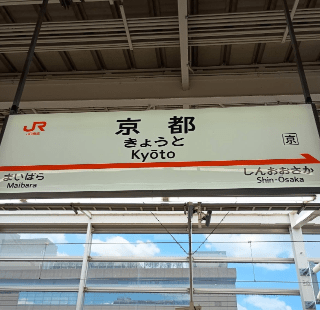 JR
京都
きょうと
京
Kyōto
まいばら
Maibara
しんおおさか
Shin-Osaka